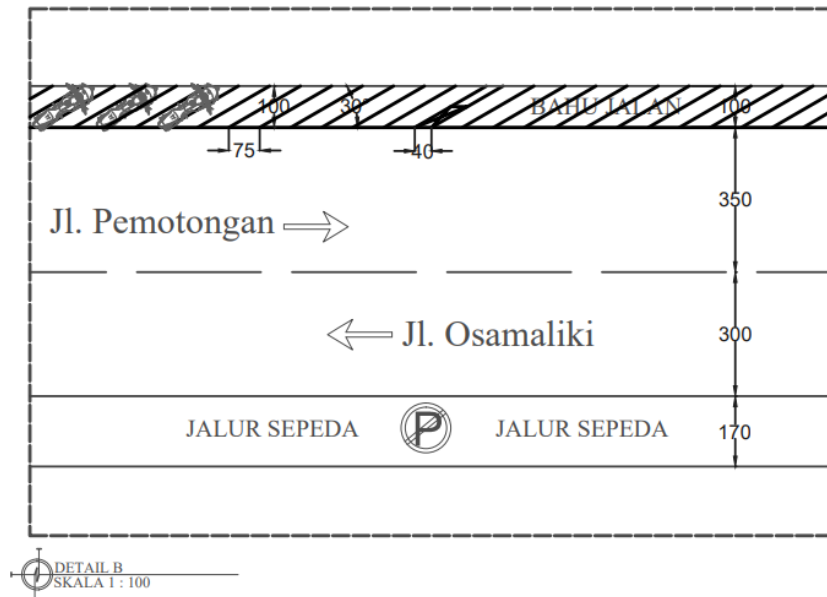 100
30°
BAHU JALAN
100
75
40
350
Jl. Pemotongan
Jl. Osamaliki
300
JALUR SEPEDA
P
JALUR SEPEDA
170
DETAIL B
SKALA 1 : 100